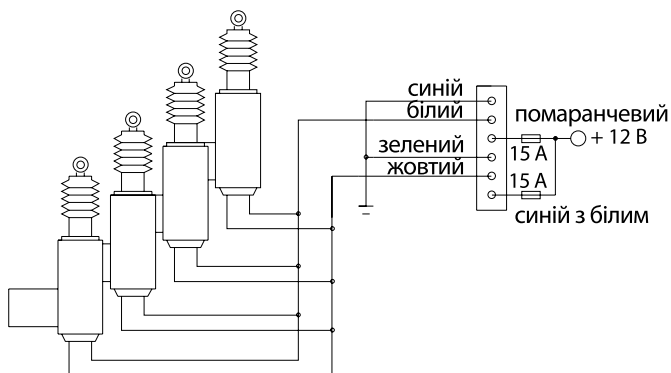 синій
білий
помаранчевий
+ 12 В
зелений
15 А
жовтий
15 А
синій з білим